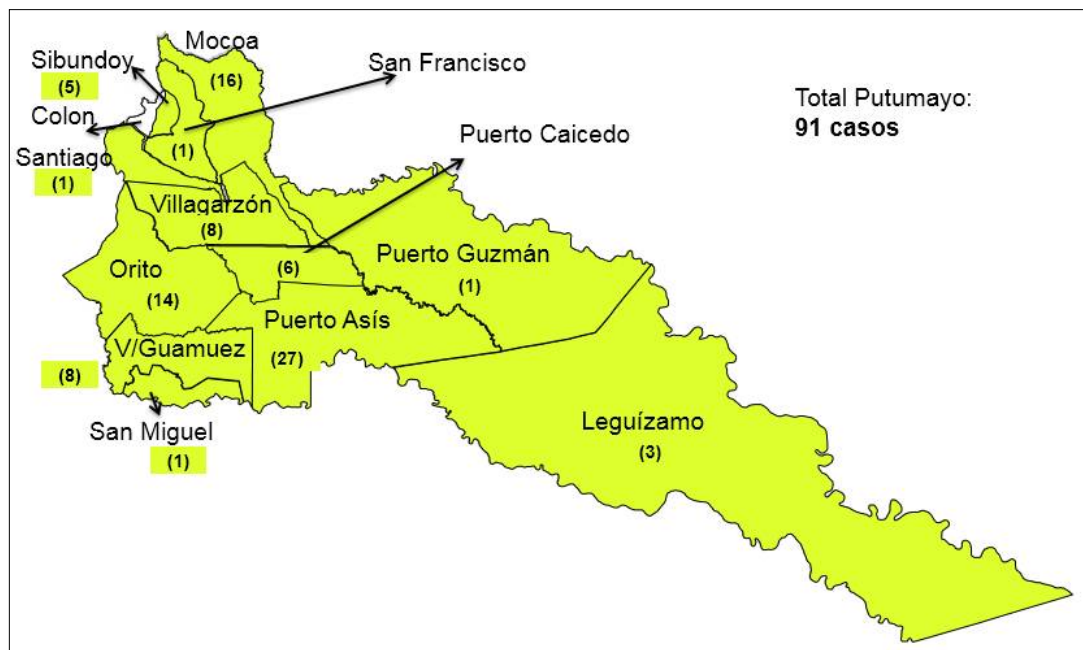 Mocoa
(16)
Sibundoy
(5)
San Francisco
(1)
Total Putumayo:
91 casos
Colon
Puerto Caicedo
(6)
Santiago
(1)
Villagarzón
(8)
Puerto Guzmán
(1)
Orito
(14)
Puerto Asís
(27)
V/Guamuez
(8)
San Miguel
(1)
Leguízamo
(3)